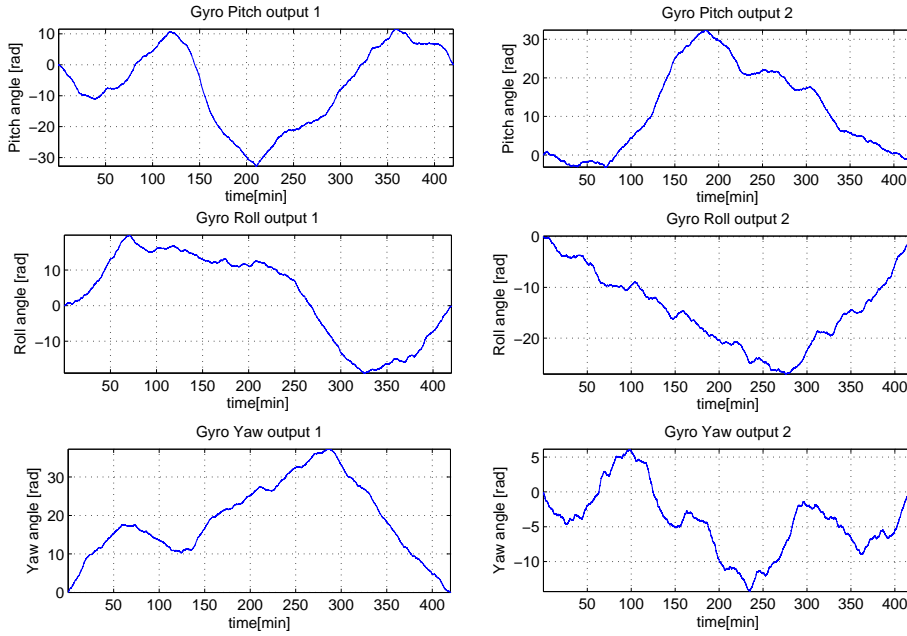 Gyro Pitch output 1
10
0
−10
−20
−30
Pitch angle [rad]
50 100 150 200 250 300 350 400
time[min]
Gyro Pitch output 2
30
20
10
0
Pitch angle [rad]
50 100 150 200 250 300 350 400
time[min]
Gyro Roll output 1
10
0
−10
Roll angle [rad]
50 100 150 200 250 300 350 400
time[min]
Gyro Roll output 2
0
−10
−20
Roll angle [rad]
50 100 150 200 250 300 350 400
time[min]
Gyro Yaw output 1
30
20
10
0
Yaw angle [rad]
50 100 150 200 250 300 350 400
time[min]
Gyro Yaw output 2
5
0
−5
−10
Yaw angle [rad]
50 100 150 200 250 300 350 400
time[min]